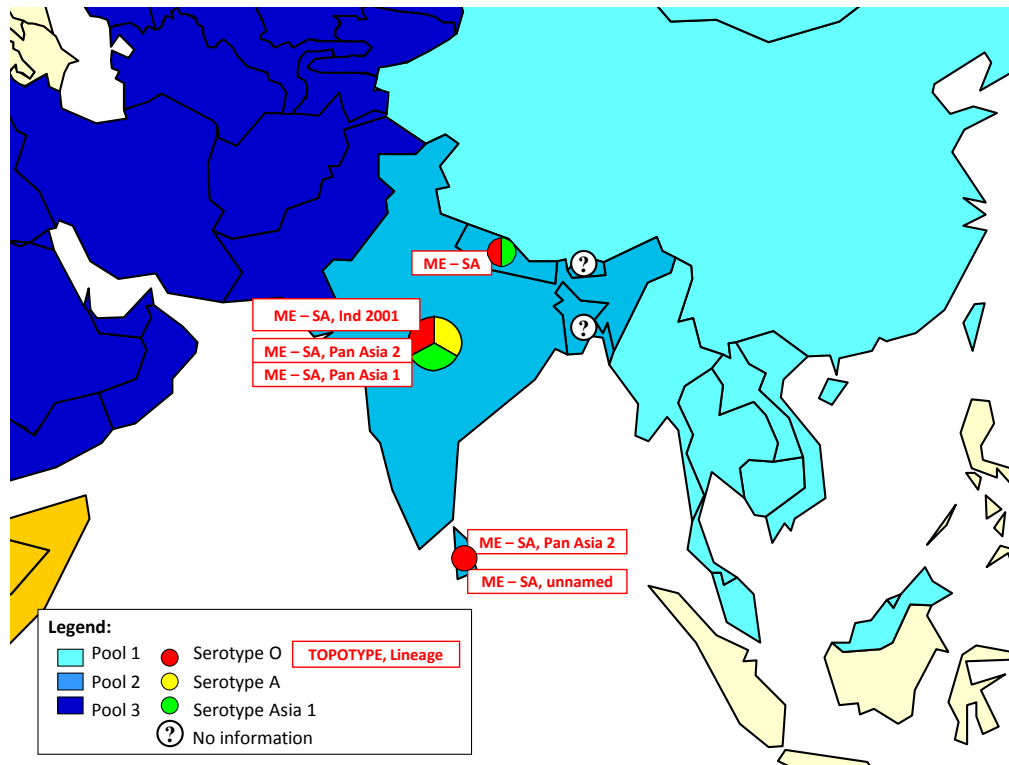 ME – SA
?
ME – SA, Ind 2001
?
ME – SA, Pan Asia 2
ME – SA, Pan Asia 1
ME – SA, Pan Asia 2
ME – SA, unnamed
Legend:
Pool 1
Serotype O
TOPOTYPE, Lineage
Pool 2
Serotype A
Pool 3
Serotype Asia 1
? No information